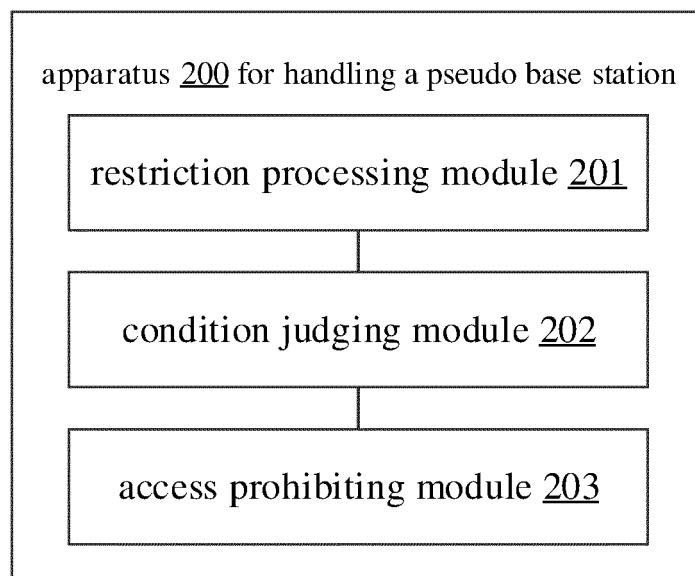 apparatus 200 for handling a pseudo base station
restriction processing module 201
condition judging module 202
access prohibiting module 203